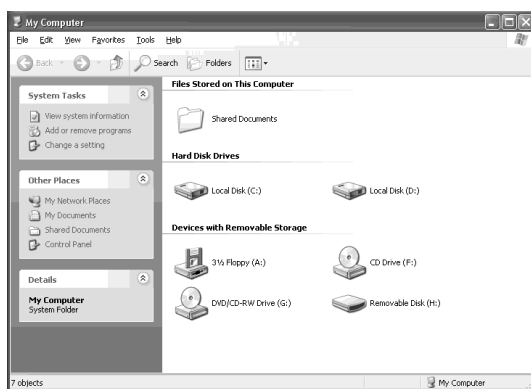 My Computer
File Edit View Favorites Tools Help
Back Search Folders
System Tasks
View system information
Add or remove programs
Change a setting
Other Places
My Network Places
My Documents
Shared Documents
Control Panel
Details
My Computer
System Folder
Files Stored on This Computer
Shared Documents
Hard Disk Drives
Local Disk (C:) Local Disk (D:)
Devices with Removable Storage
3½ Floppy (A:) CD Drive (F:)
DVD/CD-RW Drive (G:) Removable Disk (H:)
7 objects My Computer